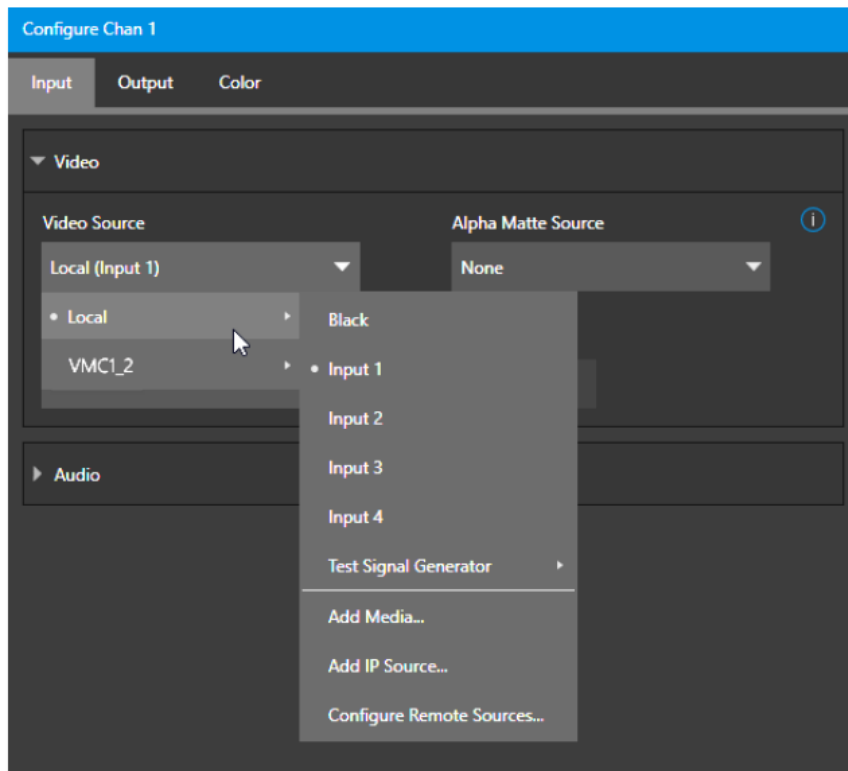 Configure Chan 1
Input Output Color
Video
Video Source Alpha Matte Source
Local (Input 1) None
Local
VMC1_2
Black
Input 1
Input 2
Input 3
Input 4
Test Signal Generator
Add Media...
Add IP Source...
Configure Remote Sources...
Audio